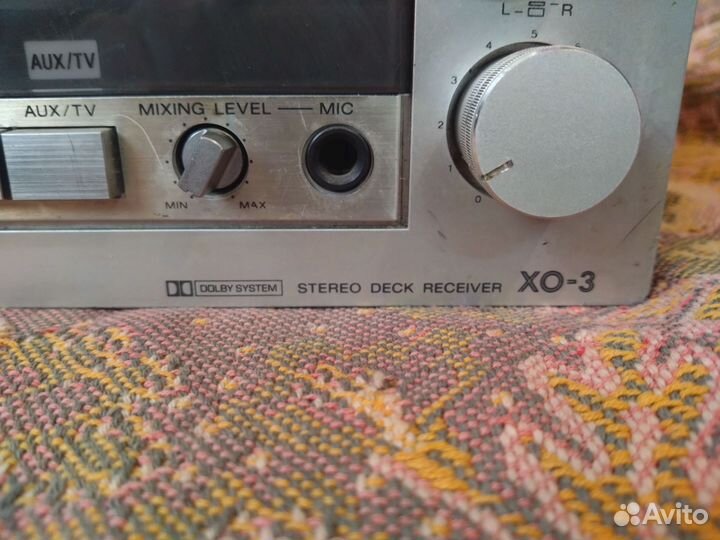 L R
AUX/TV
AUX/TV MIXING LEVEL MIC
5
4
3
2
1
0
MIN MAX
DOLBY SYSTEM STEREO DECK RECEIVER XO-3
Avito